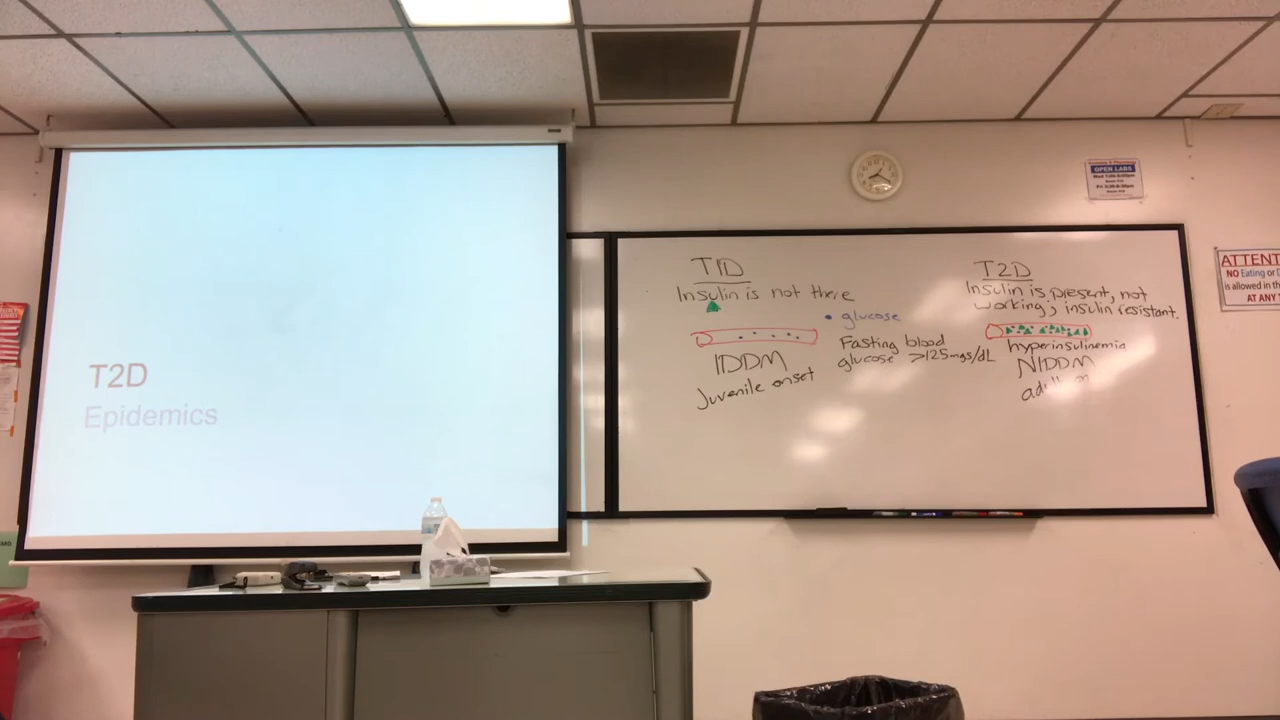 T2D
Epidemics
T1D
Insulin is not there
• glucose
Fasting blood
glucose >125mgs/dL
IDDM
Juvenile onset
T2D
Insulin is present, not
working; insulin resistant.
hyperinsulinemia
NIDDM
OPEN LABS
ATTENT
NO Eating or D
is allowed in th
AT ANY